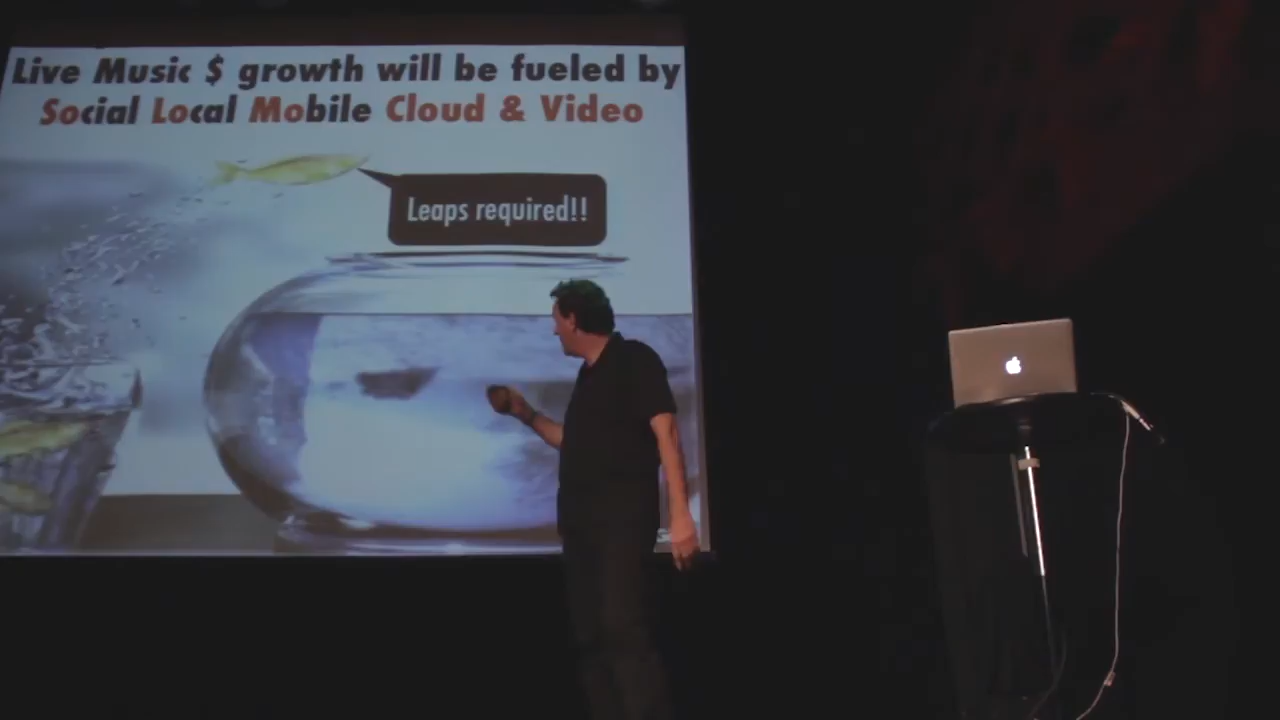 Live Music $ growth will be fueled by
Social Local Mobile Cloud & Video
Leaps required!!